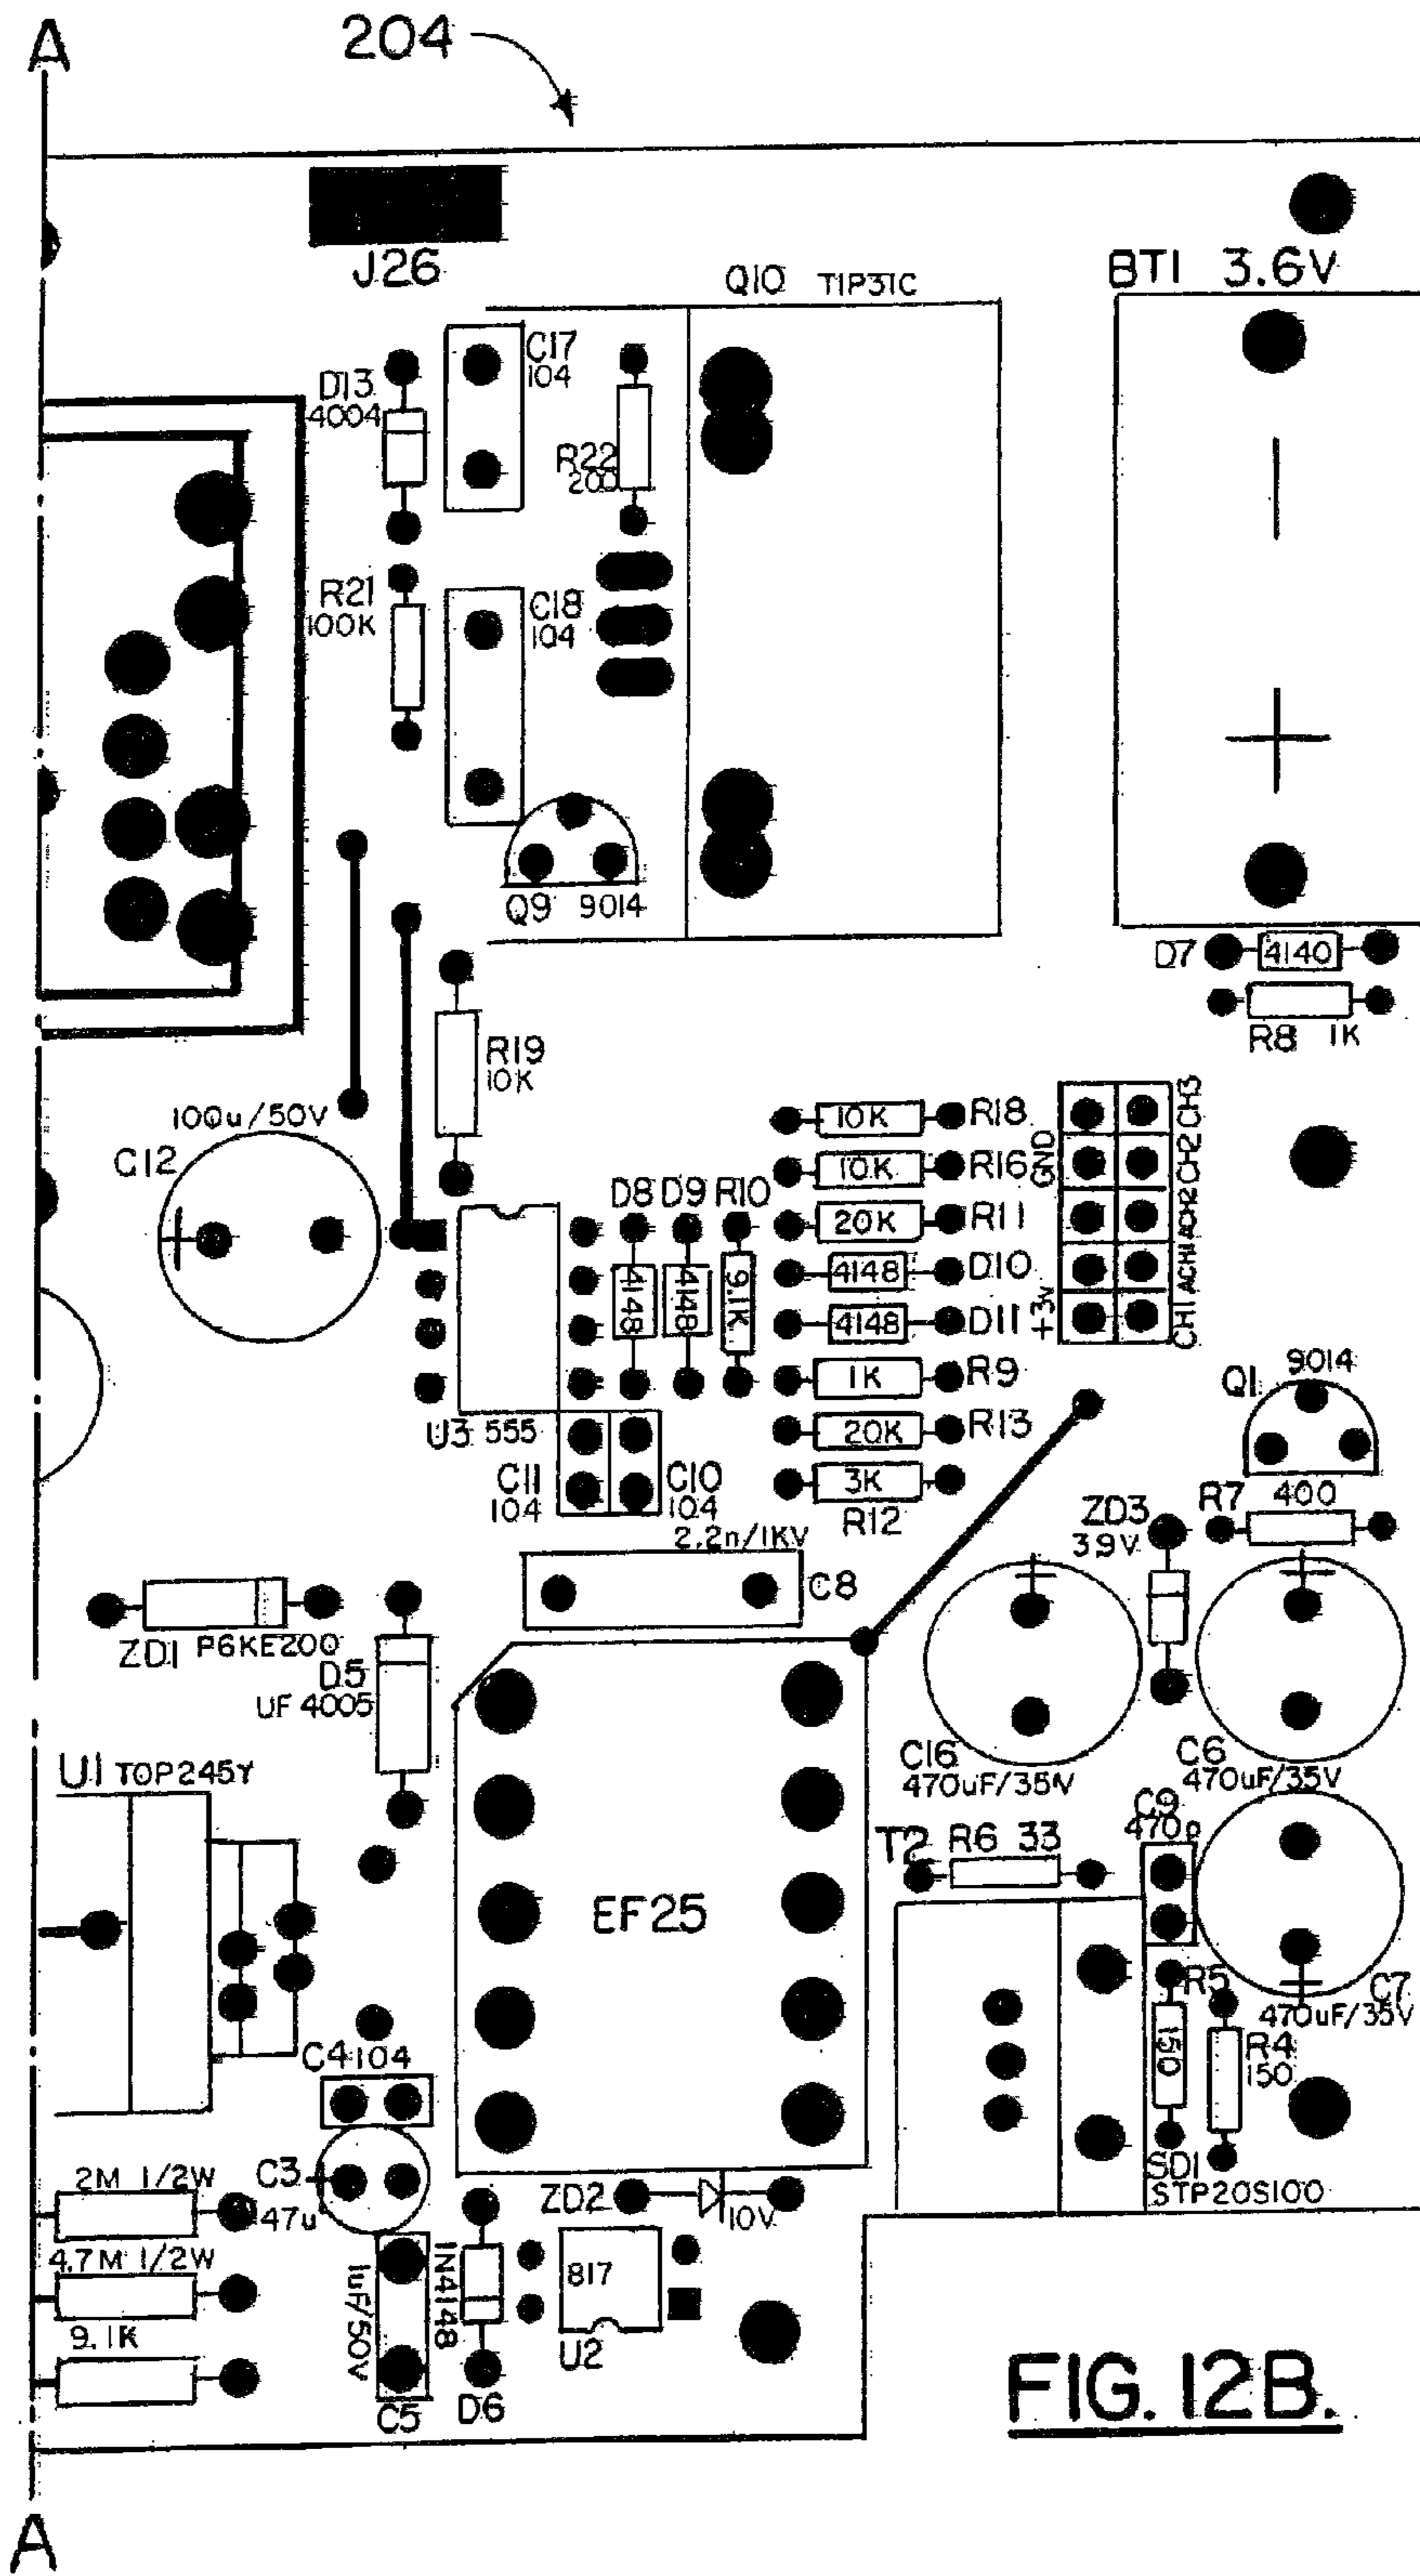 A
204
J26
Q10 TIP31C
BT1 3.6V
C17
104
D13
4004
R22
200
R21
100K
C18
104
Q9 9014
D7 4140
R8 1K
R19
10K
100u/50V
C12
10K R18
10K R16
20K R11
4148 D10
4148 D11
1K R9
20K R13
3K
R12
D8 D9 R10
4148
4148
9.1K
GND
+3v
CH3
CH2
ACH2
ACH1
CH1
U3 555
C11
104
C10
104
Q1 9014
R7 400
ZD3
39V
2.2n/1KV
C8
ZD1 P6KE200
D5
UF 4005
C16
470uF/35V
C6
470uF/35V
U1 TOP245Y
C9
470p
T2 R6 33
EF25
R5
150
C7
470uF/35V
R4
150
C4 104
SD1
STP20S100
2M 1/2W
C3
47u
ZD2
10V
4.7M 1/2W
1uF/50V
1N4148
817
U2
9.1K
C5
D6
FIG. 12B.
A